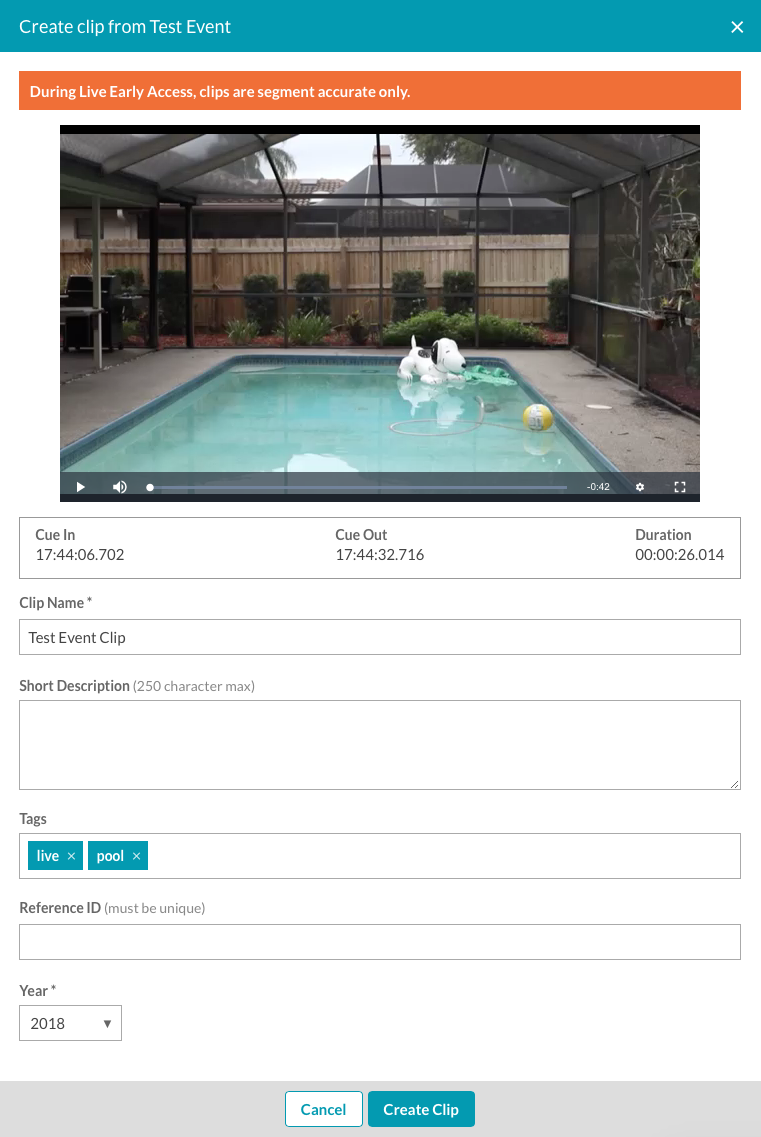 Create clip from Test Event ×
During Live Early Access, clips are segment accurate only.
-0:42
Cue In Cue Out Duration
17:44:06.702 17:44:32.716 00:00:26.014
Clip Name *
Test Event Clip
Short Description (250 character max)
Tags
live × pool ×
Reference ID (must be unique)
Year *
2018
Cancel Create Clip